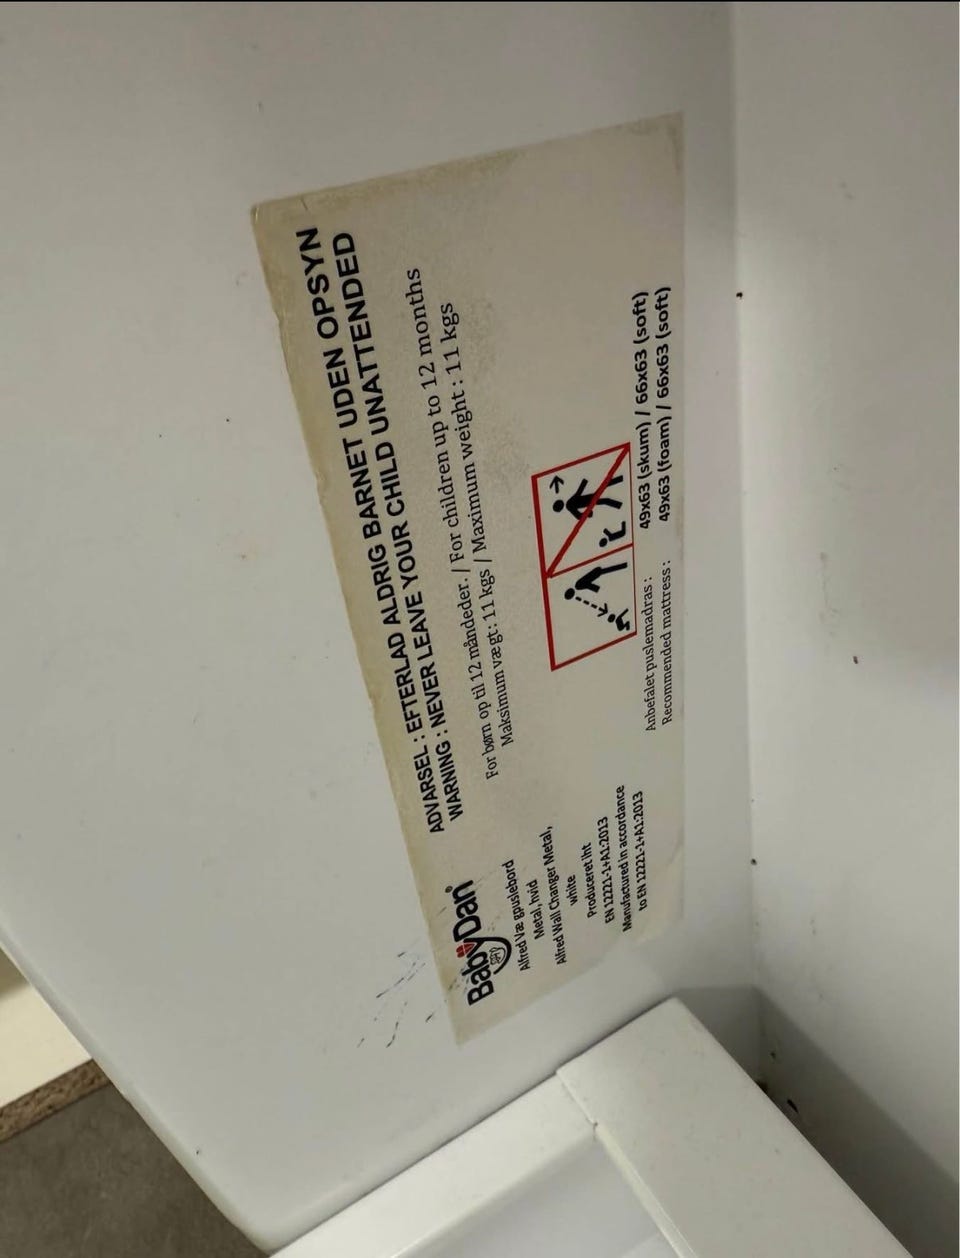 ADVARSEL : EFTERLAD ALDRIG BARNET UDEN OPSYN
WARNING : NEVER LEAVE YOUR CHILD UNATTENDED
For børn op til 12 måndeder. / For children up to 12 months
Maksimum vægt: 11 kgs / Maximum weight : 11 kgs
BabyDan
Alfred Væ gpuslebord
Metal, hvid
Alfred Wall Changer Metal,
white
Produceret iht
EN 12221-1+A1:2013
Manufactured in accordance
to EN 12221-1+A1:2013
Anbefalet puslemadras : 49x63 (skum) / 66x63 (soft)
Recommended mattress : 49x63 (foam) / 66x63 (soft)